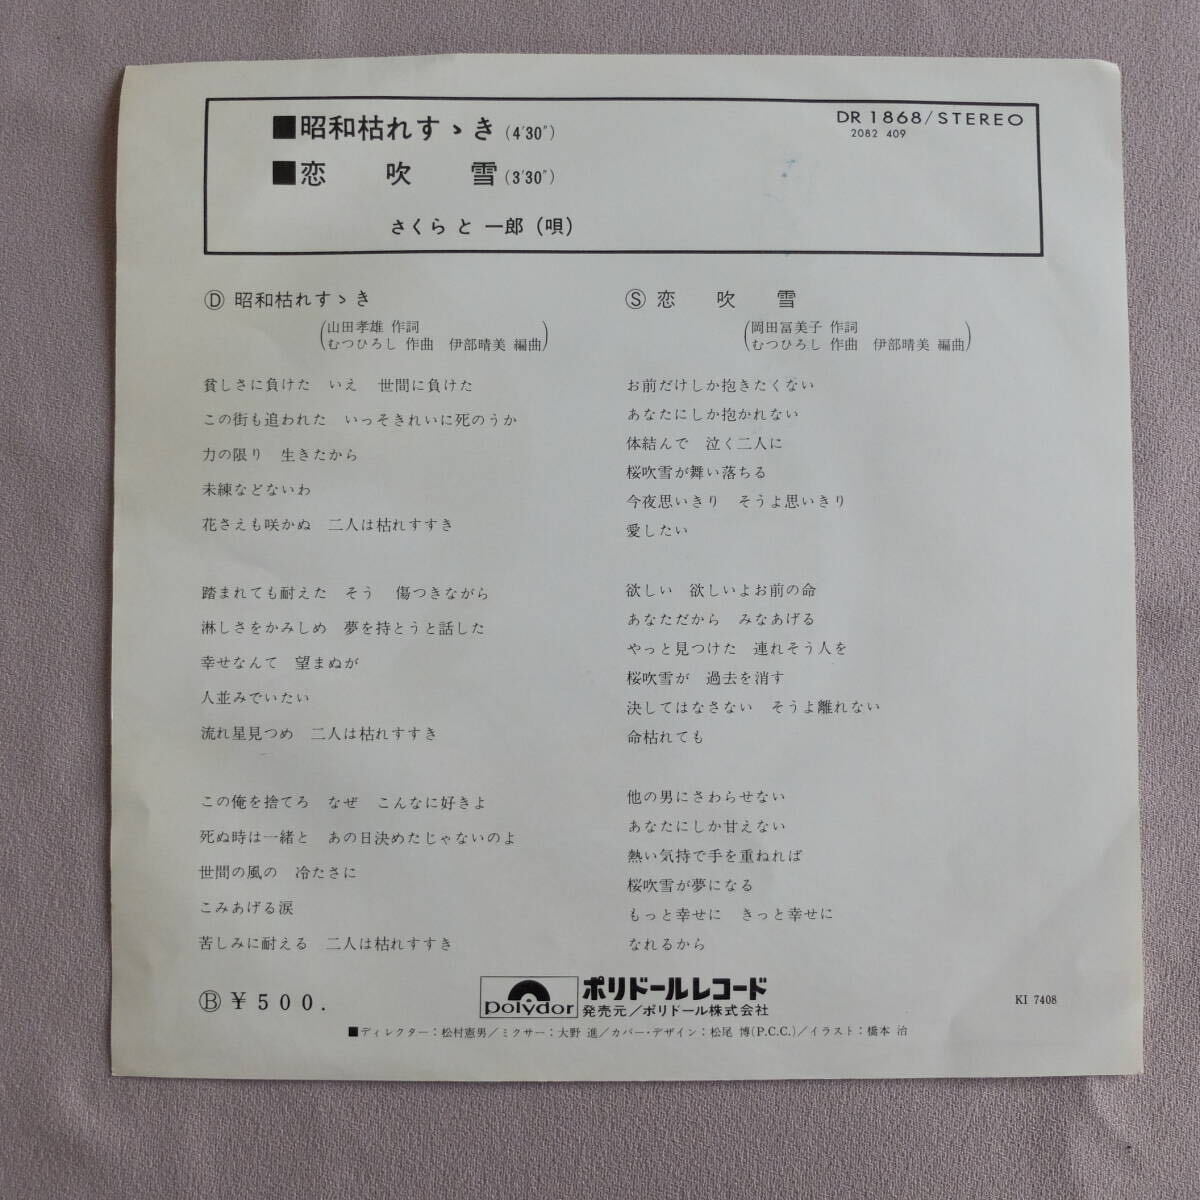 ■昭和枯れすゝき(4′30″)
DR 1868/STEREO
2082 409
■恋吹雪(3′30″)
さくらと一郎(唄)
Ⓓ 昭和枯れすゝき
(山田孝雄 作詞
むつひろし 作曲 伊部晴美 編曲)
貧しさに負けた いえ 世間に負けた
この街も追われた いっそきれいに死のうか
力の限り 生きたから
未練などないわ
花さえも咲かぬ 二人は枯れすすき
踏まれても耐えた そう 傷つきながら
淋しさをかみしめ 夢を持とうと話した
幸せなんて 望まぬが
人並みでいたい
流れ星見つめ 二人は枯れすすき
この俺を捨てろ なぜ こんなに好きよ
死ぬ時は一緒と あの日決めたじゃないのよ
世間の風の 冷たさに
こみあげる涙
苦しみに耐える 二人は枯れすすき
Ⓢ 恋吹雪
(岡田冨美子 作詞
むつひろし 作曲 伊部晴美 編曲)
お前だけしか抱きたくない
あなたにしか抱かれない
体結んで 泣く二人に
桜吹雪が舞い落ちる
今夜思いきり そうよ思いきり
愛したい
欲しい 欲しいよお前の命
あなただから みなあげる
やっと見つけた 連れそう人を
桜吹雪が 過去を消す
決してはなさない そうよ離れない
命枯れても
他の男にさわらせない
あなたにしか甘えない
熱い気持で手を重ねれば
桜吹雪が夢になる
もっと幸せに きっと幸せに
なれるから
Ⓑ ¥500.
polydor
ポリドールレコード
発売元/ポリドール株式会社
KI 7408
■ディレクター:松村憲男/ミクサー:大野 進/カバー・デザイン:松尾 博(P.C.C.)/イラスト:橋本 治